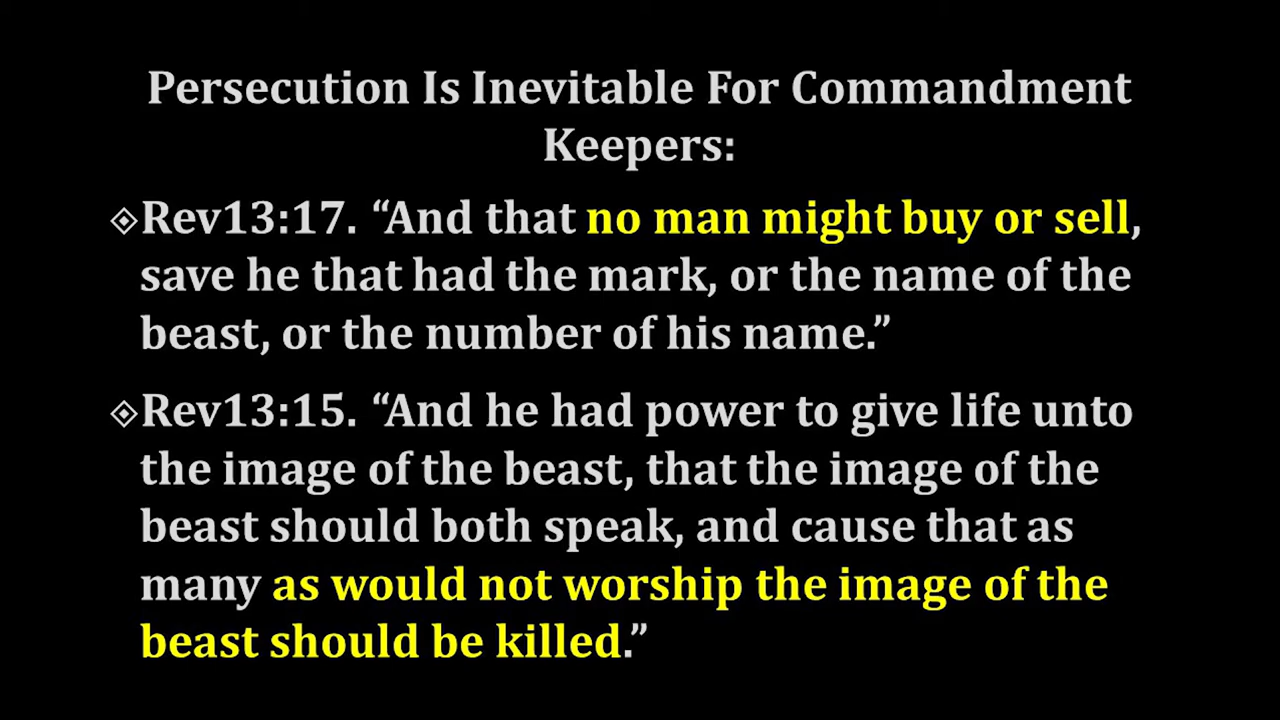 Persecution Is Inevitable For Commandment
Keepers:
Rev13:17. “And that no man might buy or sell,
save he that had the mark, or the name of the
beast, or the number of his name.”
Rev13:15. “And he had power to give life unto
the image of the beast, that the image of the
beast should both speak, and cause that as
many as would not worship the image of the
beast should be killed.”